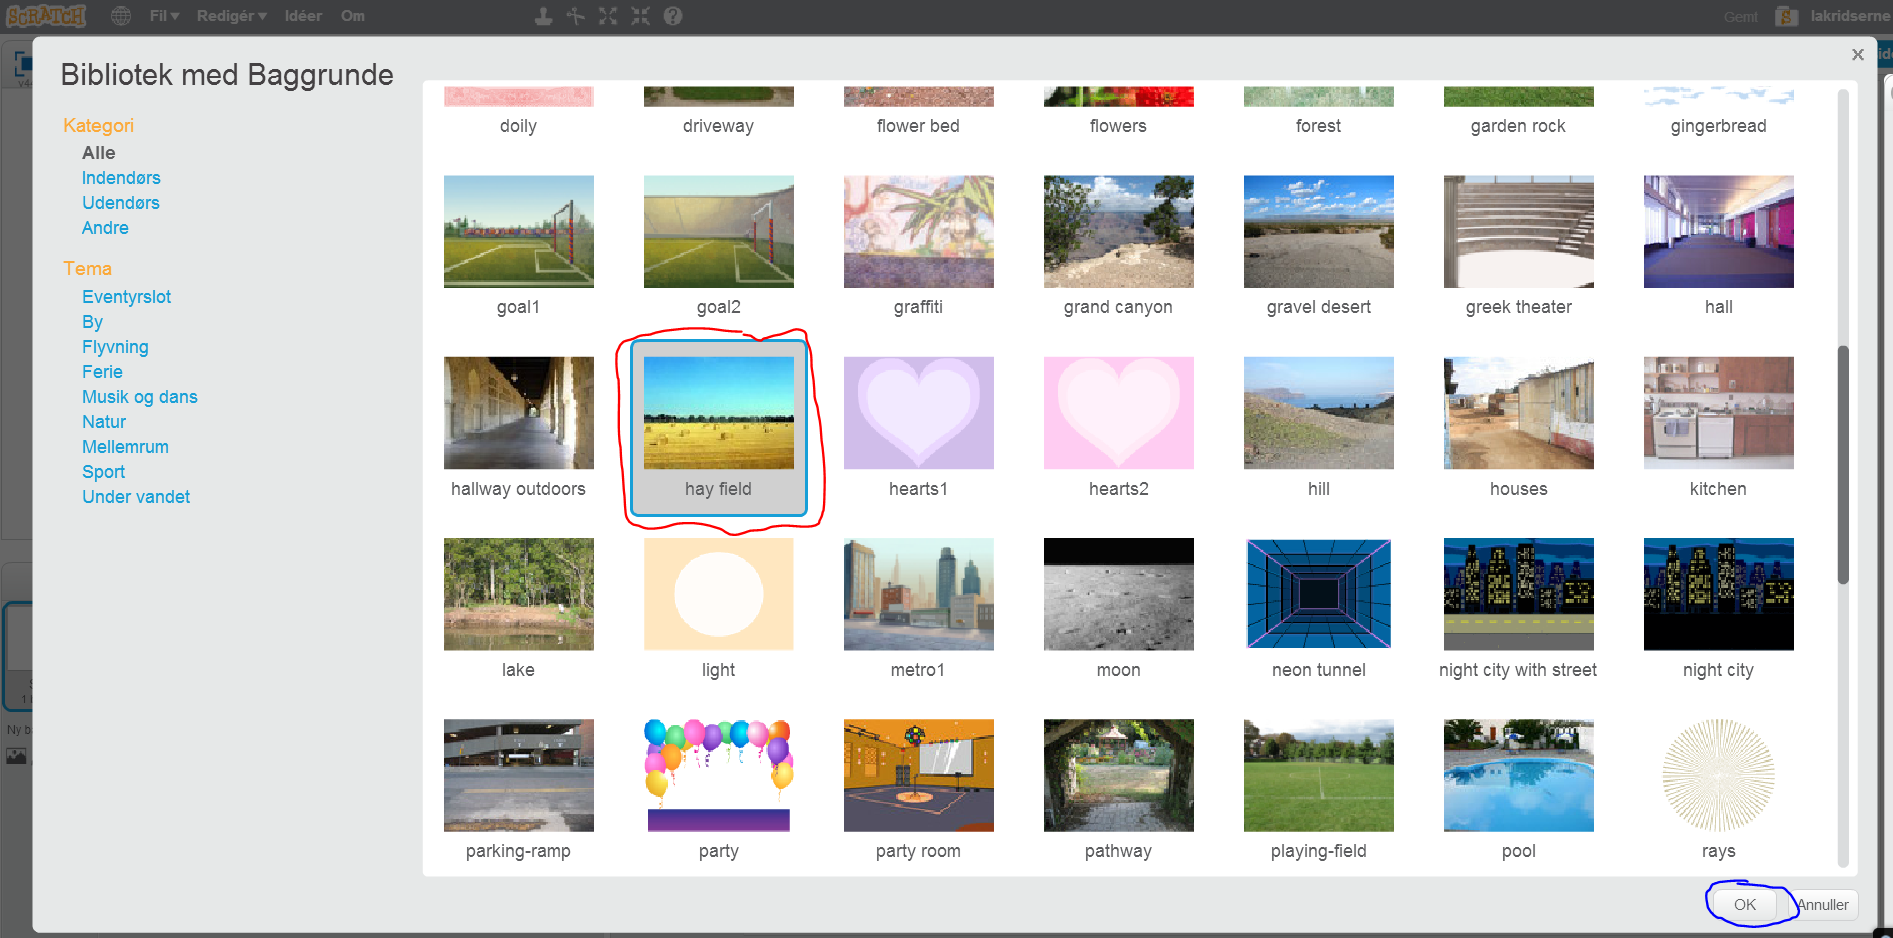 SCRATCH Fil Redigér Idéer Om Gemt lakridserne
Bibliotek med Baggrunde
Kategori
Alle
Indendørs
Udendørs
Andre
Tema
Eventyrslot
By
Flyvning
Ferie
Musik og dans
Natur
Mellemrum
Sport
Under vandet
doily driveway flower bed flowers forest garden rock gingerbread
goal1 goal2 graffiti grand canyon gravel desert greek theater hall
hallway outdoors hay field hearts1 hearts2 hill houses kitchen
lake light metro1 moon neon tunnel night city with street night city
parking-ramp party party room pathway playing-field pool rays
Ny b
OK Annuller